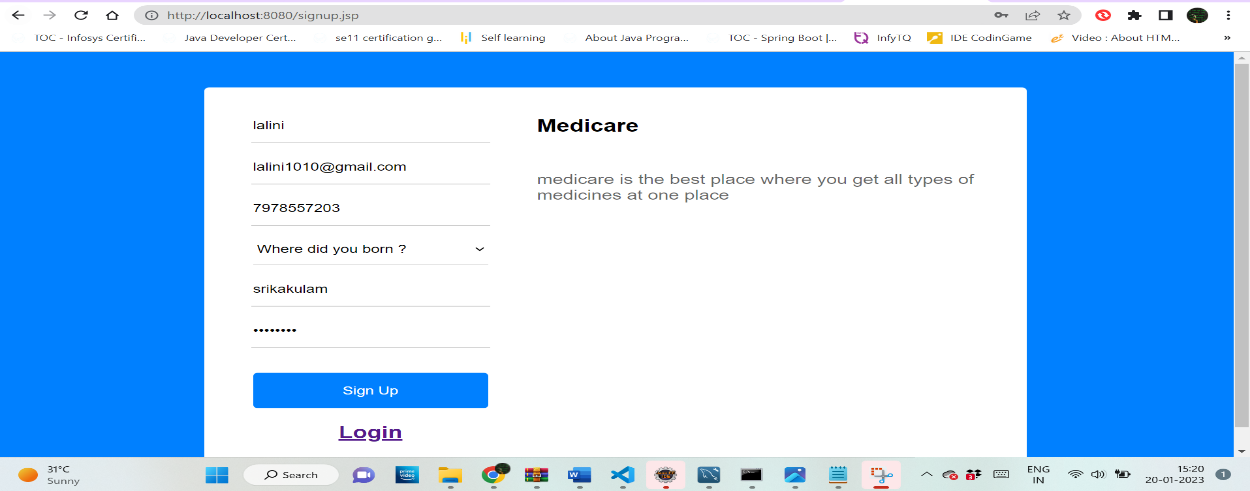 http://localhost:8080/signup.jsp
TOC - Infosys Certifi...
Java Developer Cert...
se11 certification g...
Self learning
About Java Progra...
TOC - Spring Boot |...
InfyTQ
IDE CodinGame
Video : About HTM...
»
lalini
lalini1010@gmail.com
7978557203
Where did you born ?
srikakulam
••••••••
Sign Up
Login
Medicare
medicare is the best place where you get all types of
medicines at one place
31°C
Sunny
Search
prime video
ENG
IN
15:20
20-01-2023
1